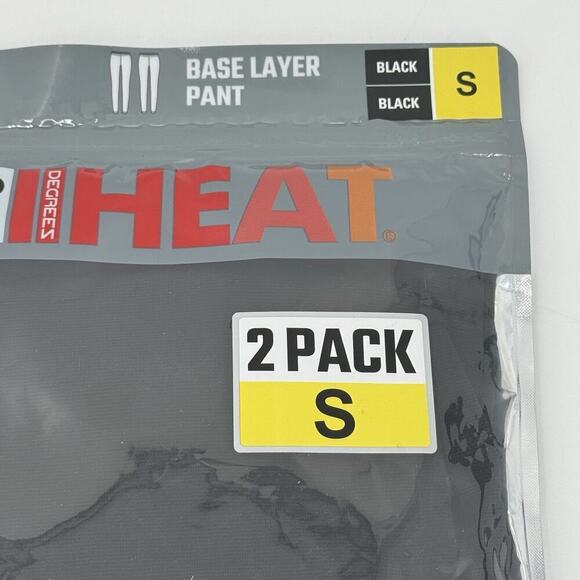 BASE LAYER
PANT
BLACK
BLACK
S
DEGREES
HEAT®
2 PACK
S